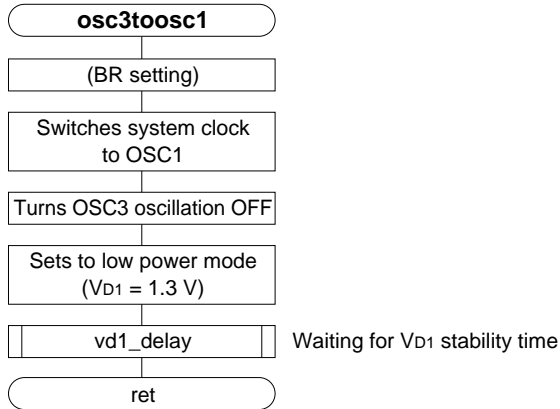 osc3toosc1
(BR setting)
Switches system clock
to OSC1
Turns OSC3 oscillation OFF
Sets to low power mode
(VD1 = 1.3 V)
vd1_delay
Waiting for VD1 stability time
ret